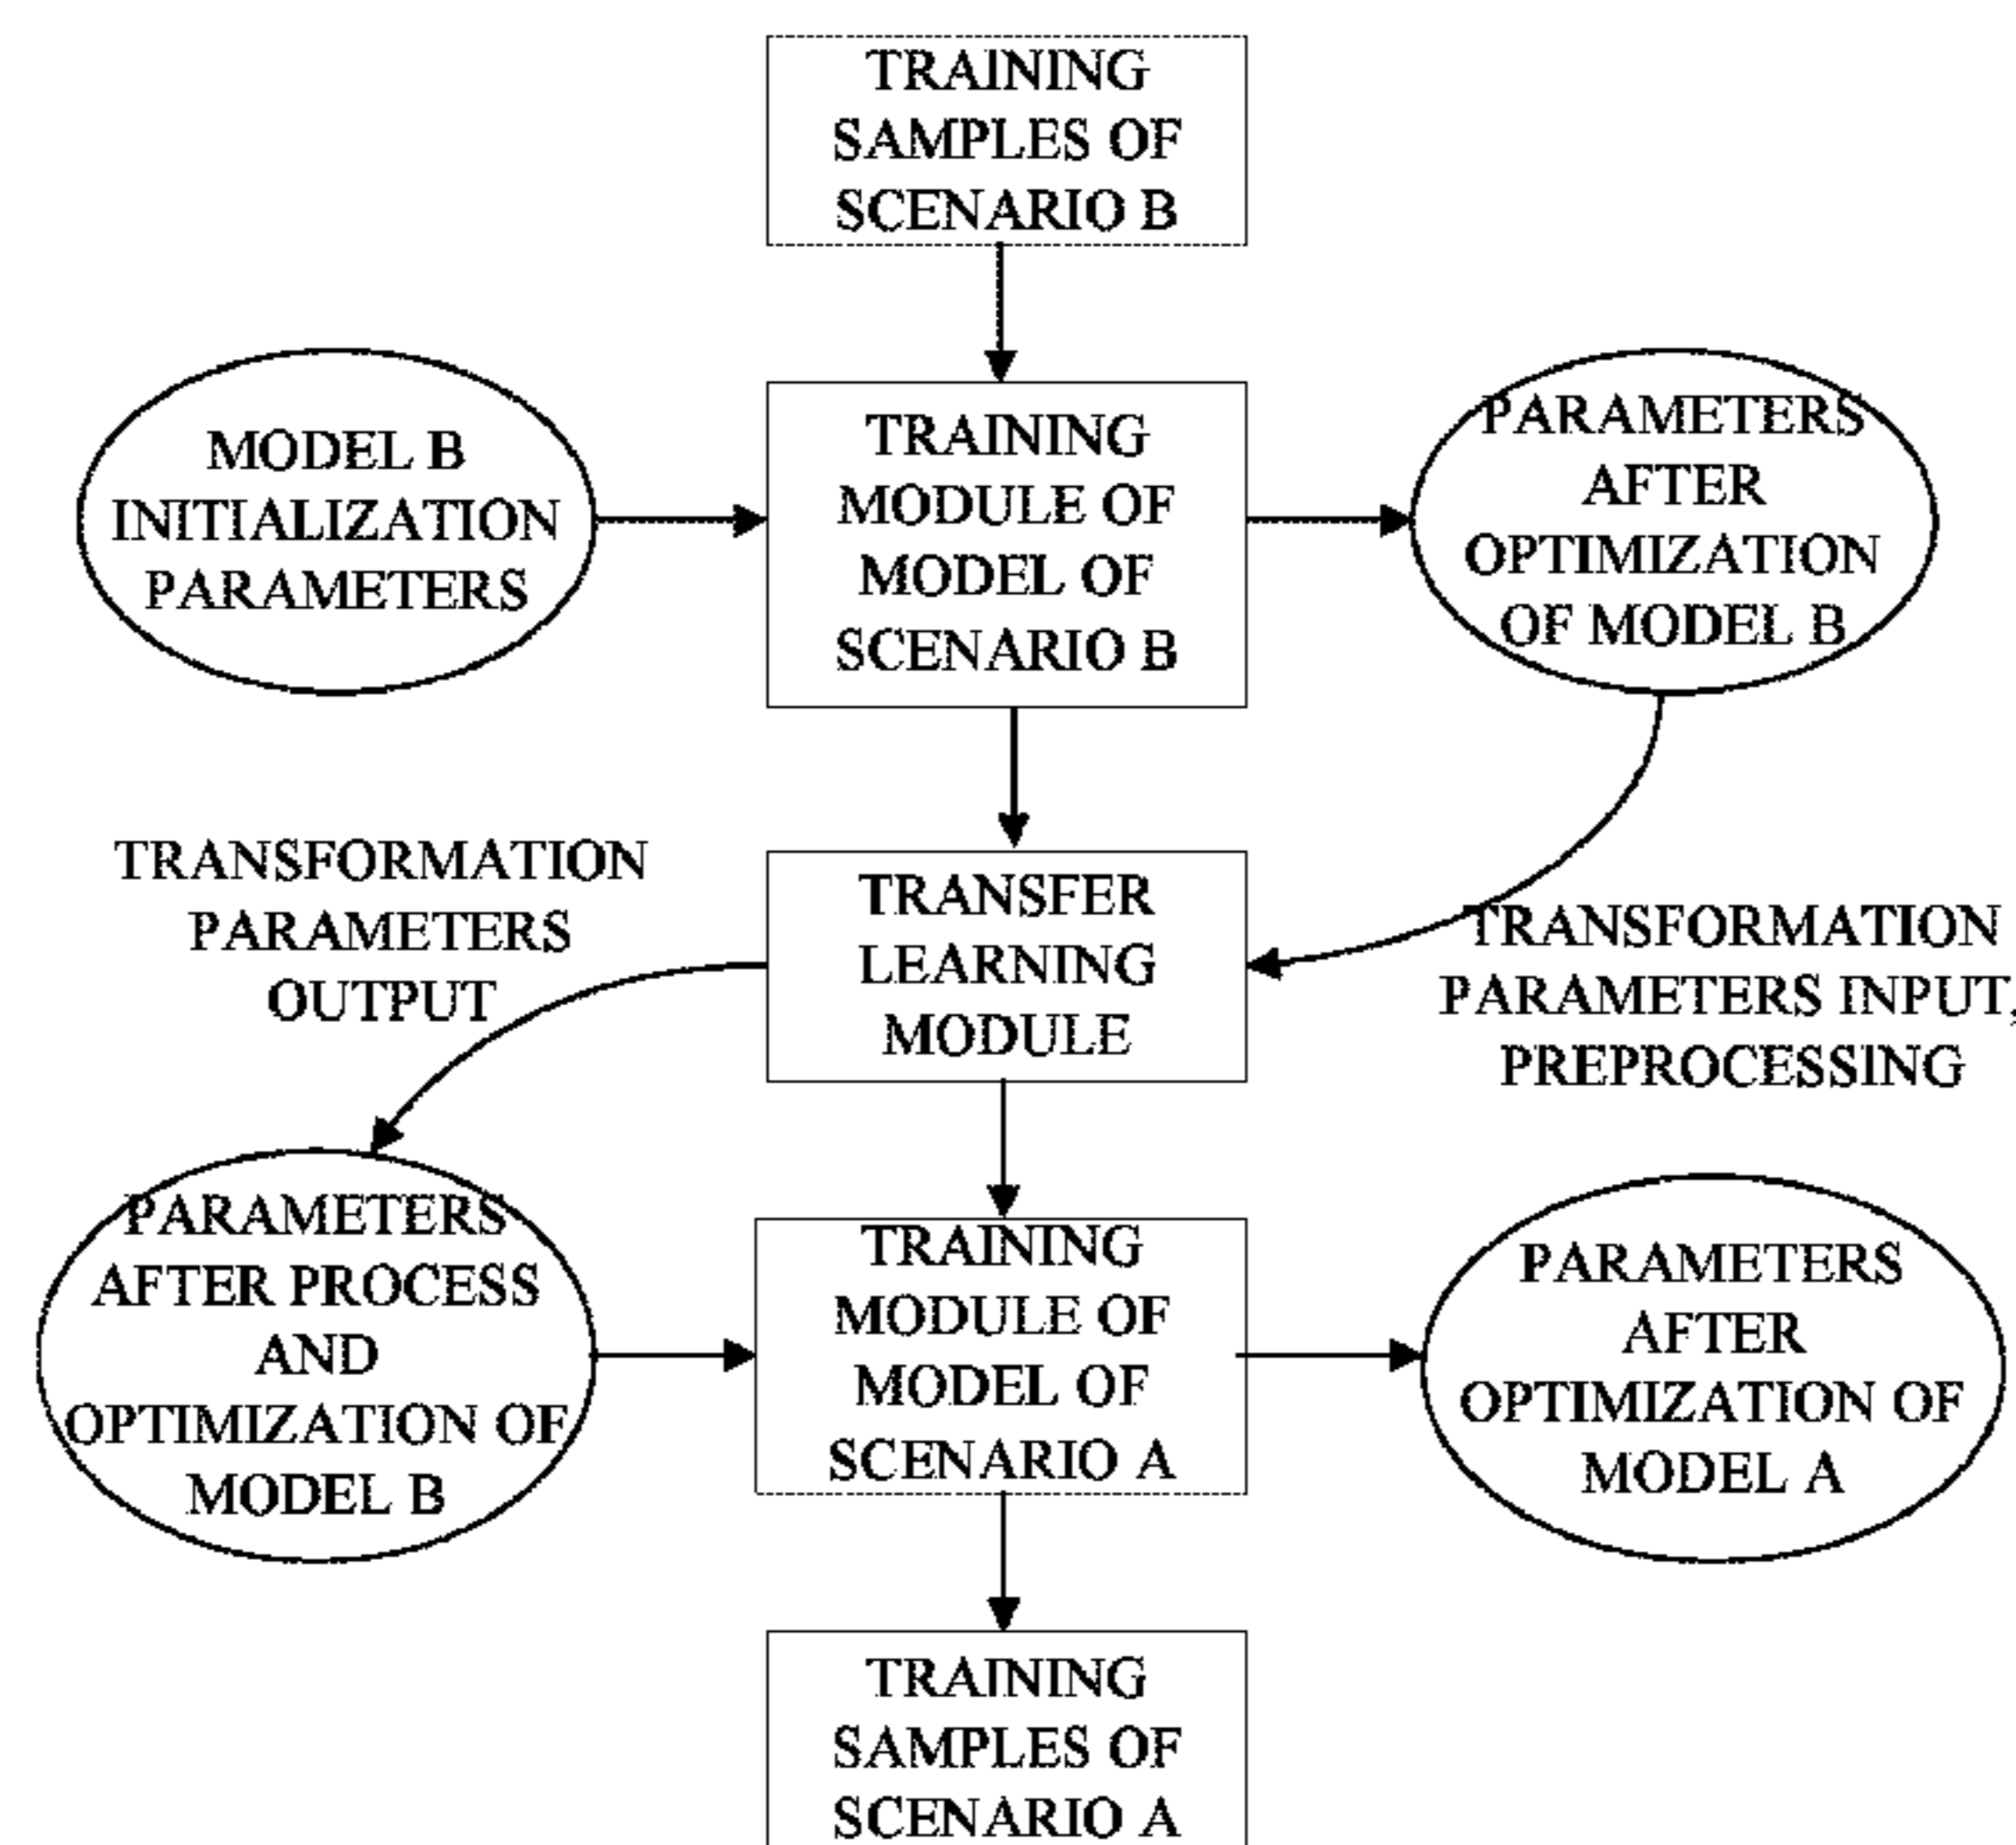 TRAINING
SAMPLES OF
SCENARIO B
MODEL B
INITIALIZATION
PARAMETERS
TRAINING
MODULE OF
MODEL OF
SCENARIO B
PARAMETERS
AFTER
OPTIMIZATION
OF MODEL B
TRANSFORMATION
PARAMETERS
OUTPUT
TRANSFER
LEARNING
MODULE
TRANSFORMATION
PARAMETERS INPUT,
PREPROCESSING
PARAMETERS
AFTER PROCESS
AND
OPTIMIZATION OF
MODEL B
TRAINING
MODULE OF
MODEL OF
SCENARIO A
PARAMETERS
AFTER
OPTIMIZATION OF
MODEL A
TRAINING
SAMPLES OF
SCENARIO A